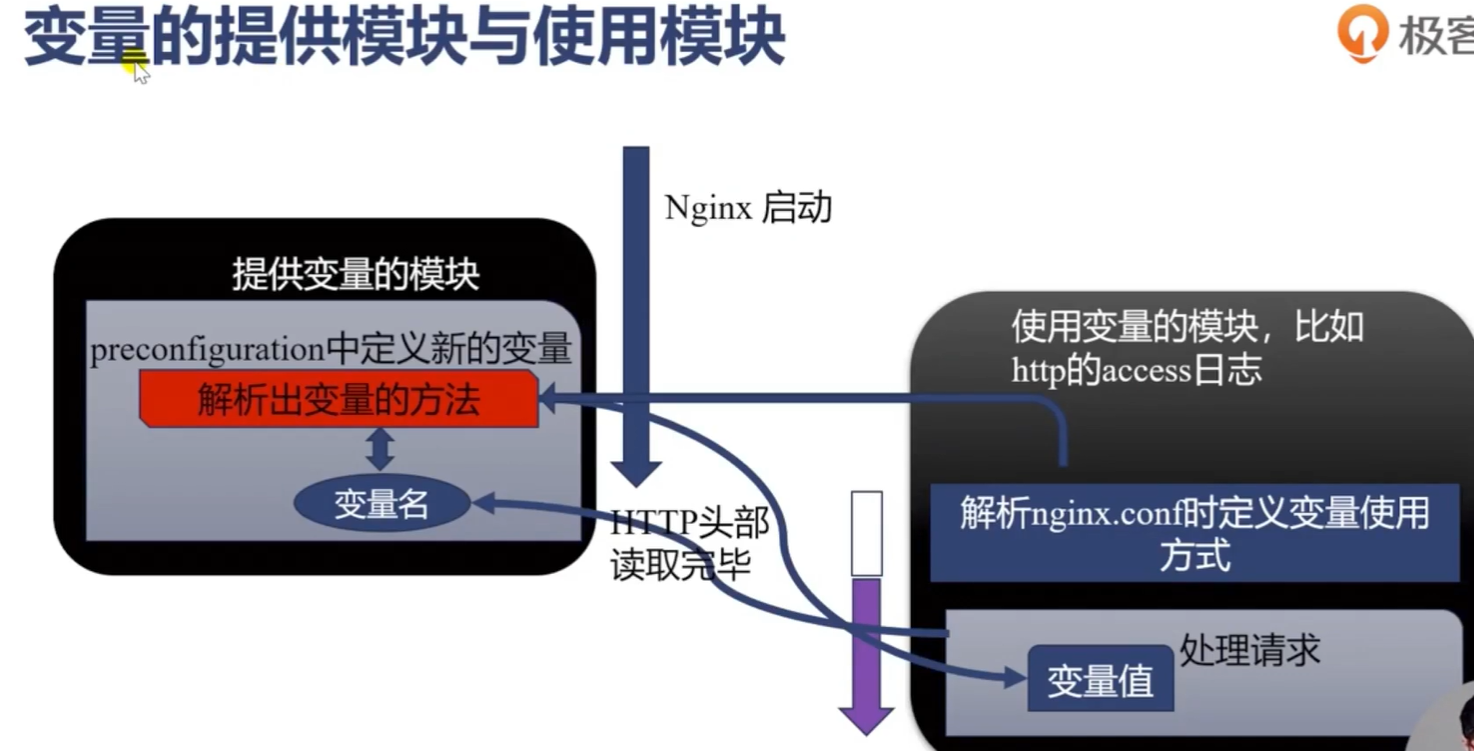 变量的提供模块与使用模块
极客
Nginx 启动
提供变量的模块
preconfiguration中定义新的变量
解析出变量的方法
变量名
HTTP头部
读取完毕
使用变量的模块，比如
http的access日志
解析nginx.conf时定义变量使用
方式
处理请求
变量值